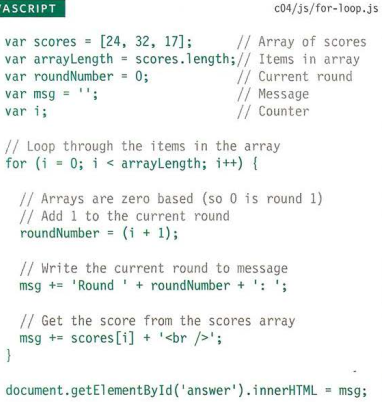 VASCRIPT c04/js/for-loop.js
var scores = [24, 32, 17]; // Array of scores
var arrayLength = scores.length;// Items in array
var roundNumber = 0; // Current round
var msg = ''; // Message
var i; // Counter
// Loop through the items in the array
for (i = 0; i < arrayLength; i++) {
// Arrays are zero based (so 0 is round 1)
// Add 1 to the current round
roundNumber = (i + 1);
// Write the current round to message
msg += 'Round ' + roundNumber + ': ';
// Get the score from the scores array
msg += scores[i] + '<br />';
}
document.getElementById('answer').innerHTML = msg;